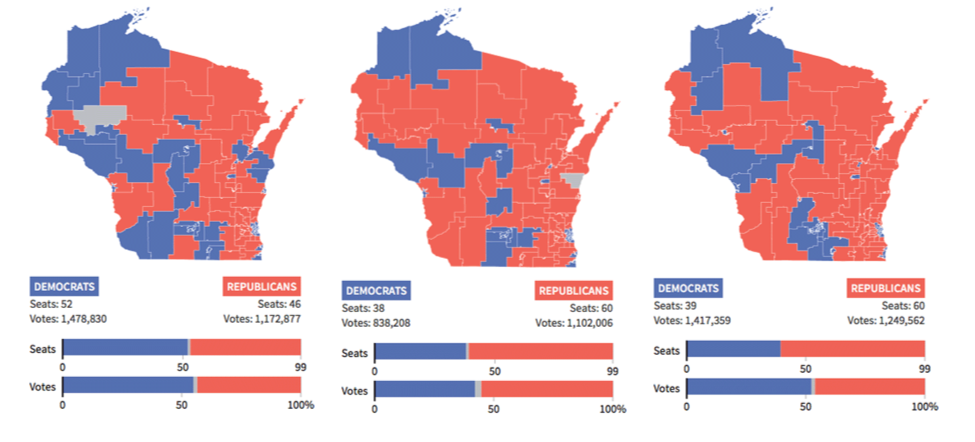 DEMOCRATS REPUBLICANS
Seats: 52 Seats: 46
Votes: 1,478,830 Votes: 1,172,877
Seats
0 50 99
Votes
0 50 100%
DEMOCRATS REPUBLICANS
Seats: 38 Seats: 60
Votes: 838,208 Votes: 1,102,006
Seats
0 50 99
Votes
0 50 100%
DEMOCRATS REPUBLICANS
Seats: 39 Seats: 60
Votes: 1,417,359 Votes: 1,249,562
Seats
0 50 99
Votes
0 50 100%